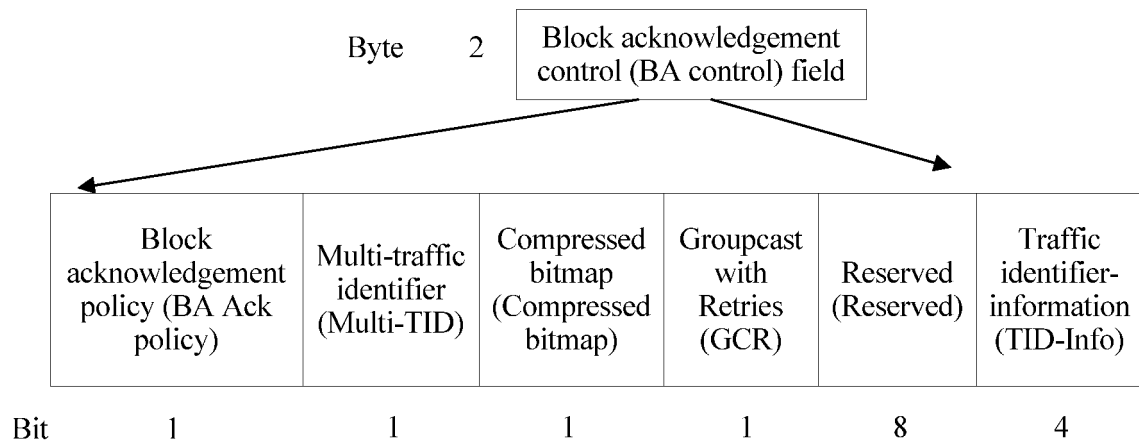 Byte 2
Block acknowledgement
control (BA control) field
Block
acknowledgement
policy (BA Ack
policy)
Multi-traffic
identifier
(Multi-TID)
Compressed
bitmap
(Compressed
bitmap)
Groupcast
with
Retries
(GCR)
Reserved
(Reserved)
Traffic
identifier-
information
(TID-Info)
Bit 1 1 1 1 8 4